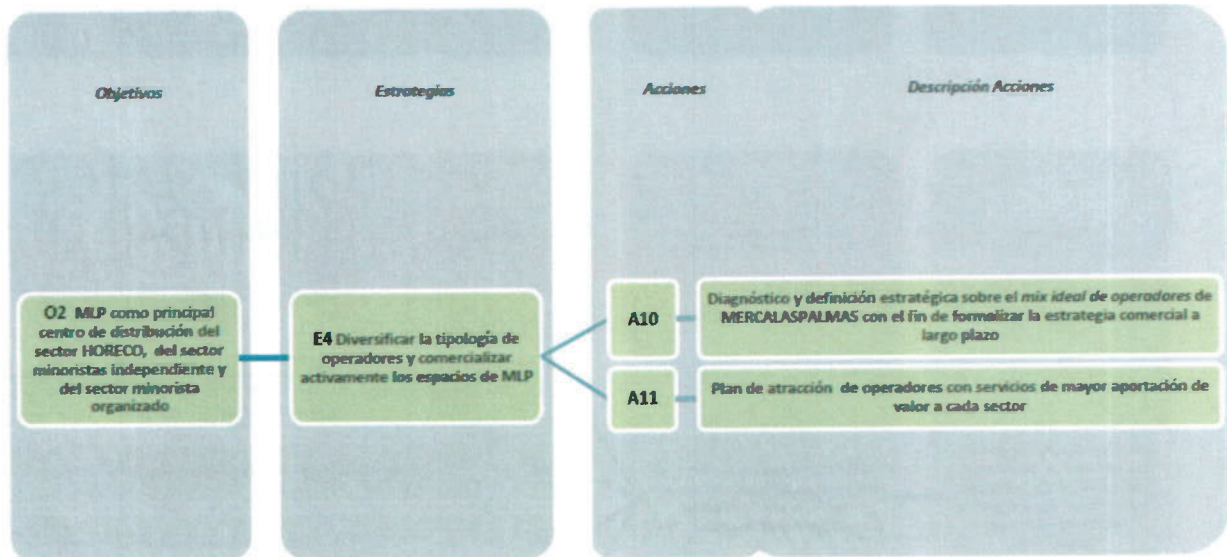 Objetivos
Estrategias
Acciones
Descripción Acciones
O2 MLP como principal
centro de distribución del
sector HORECO, del sector
minoristas independiente y
del sector minorista
organizado
E4 Diversificar la tipología de
operadores y comercializar
activamente los espacios de MLP
A10
Diagnóstico y definición estratégica sobre el mix ideal de operadores de
MERCALASPALMAS con el fin de formalizar la estrategia comercial a
largo plazo
A11
Plan de atracción de operadores con servicios de mayor aportación de
valor a cada sector